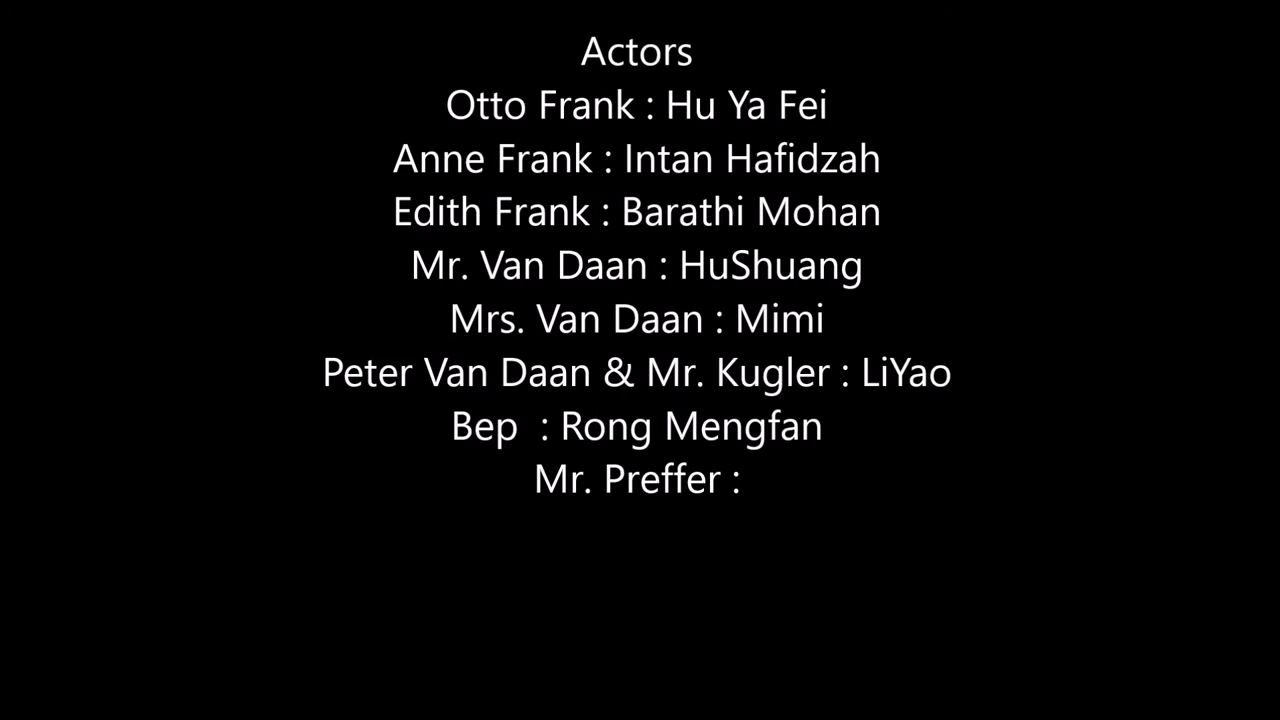 Actors
Otto Frank : Hu Ya Fei
Anne Frank : Intan Hafidzah
Edith Frank : Barathi Mohan
Mr. Van Daan : HuShuang
Mrs. Van Daan : Mimi
Peter Van Daan & Mr. Kugler : LiYao
Bep  : Rong Mengfan
Mr. Preffer :